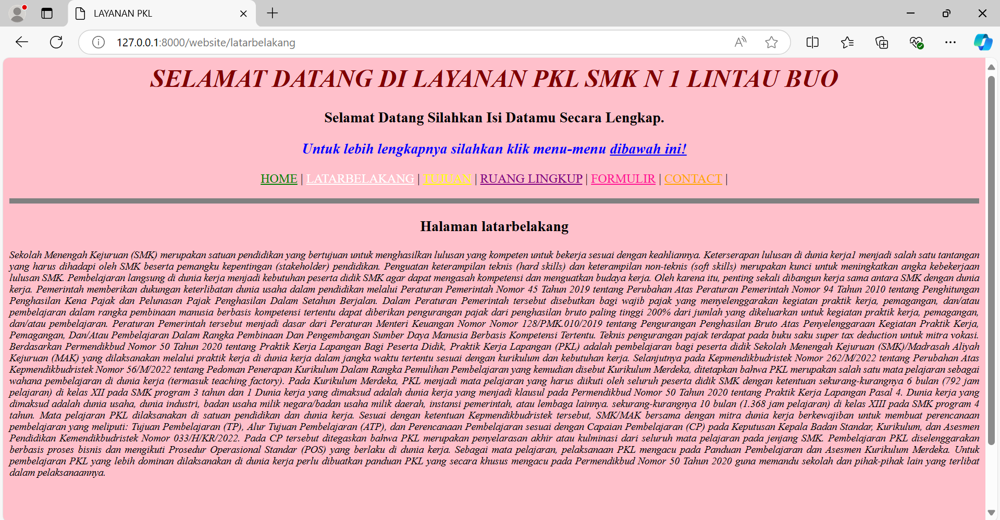 LAYANAN PKL
127.0.0.1:8000/website/latarbelakang
SELAMAT DATANG DI LAYANAN PKL SMK N 1 LINTAU BUO
Selamat Datang Silahkan Isi Datamu Secara Lengkap.
Untuk lebih lengkapnya silahkan klik menu-menu dibawah ini!
HOME | LATARBELAKANG | TUJUAN | RUANG LINGKUP | FORMULIR | CONTACT |
Halaman latarbelakang
Sekolah Menengah Kejuruan (SMK) merupakan satuan pendidikan yang bertujuan untuk menghasilkan lulusan yang kompeten untuk bekerja sesuai dengan keahliannya. Keterserapan lulusan di dunia kerja1 menjadi salah satu tantangan
yang harus dihadapi oleh SMK beserta pemangku kepentingan (stakeholder) pendidikan. Penguatan keterampilan teknis (hard skills) dan keterampilan non-teknis (soft skills) merupakan kunci untuk meningkatkan angka kebekerjaan
lulusan SMK. Pembelajaran langsung di dunia kerja menjadi kebutuhan peserta didik SMK agar dapat mengasah kompetensi dan menguatkan budaya kerja. Oleh karena itu, penting sekali dibangun kerja sama antara SMK dengan dunia
kerja. Pemerintah memberikan dukungan keterlibatan dunia usaha dalam pendidikan melalui Peraturan Pemerintah Nomor 45 Tahun 2019 tentang Perubahan Atas Peraturan Pemerintah Nomor 94 Tahun 2010 tentang Penghitungan
Penghasilan Kena Pajak dan Pelunasan Pajak Penghasilan Dalam Setahun Berjalan. Dalam Peraturan Pemerintah tersebut disebutkan bagi wajib pajak yang menyelenggarakan kegiatan praktik kerja, pemagangan, dan/atau
pembelajaran dalam rangka pembinaan manusia berbasis kompetensi tertentu dapat diberikan pengurangan pajak dari penghasilan bruto paling tinggi 200% dari jumlah yang dikeluarkan untuk kegiatan praktik kerja, pemagangan,
dan/atau pembelajaran. Peraturan Pemerintah tersebut menjadi dasar dari Peraturan Menteri Keuangan Nomor Nomor 128/PMK.010/2019 tentang Pengurangan Penghasilan Bruto Atas Penyelenggaraan Kegiatan Praktik Kerja,
Pemagangan, Dan/Atau Pembelajaran Dalam Rangka Pembinaan Dan Pengembangan Sumber Daya Manusia Berbasis Kompetensi Tertentu. Teknis pengurangan pajak terdapat pada buku saku super tax deduction untuk mitra vokasi.
Berdasarkan Permendikbud Nomor 50 Tahun 2020 tentang Praktik Kerja Lapangan Bagi Peserta Didik, Praktik Kerja Lapangan (PKL) adalah pembelajaran bagi peserta didik Sekolah Menengah Kejuruan (SMK)/Madrasah Aliyah
Kejuruan (MAK) yang dilaksanakan melalui praktik kerja di dunia kerja dalam jangka waktu tertentu sesuai dengan kurikulum dan kebutuhan kerja. Selanjutnya pada Kepmendikbudristek Nomor 262/M/2022 tentang Perubahan Atas
Kepmendikbudristek Nomor 56/M/2022 tentang Pedoman Penerapan Kurikulum Dalam Rangka Pemulihan Pembelajaran yang kemudian disebut Kurikulum Merdeka, ditetapkan bahwa PKL merupakan salah satu mata pelajaran sebagai
wahana pembelajaran di dunia kerja (termasuk teaching factory). Pada Kurikulum Merdeka, PKL menjadi mata pelajaran yang harus diikuti oleh seluruh peserta didik SMK dengan ketentuan sekurang-kurangnya 6 bulan (792 jam
pelajaran) di kelas XII pada SMK program 3 tahun dan 1 Dunia kerja yang dimaksud adalah dunia kerja yang menjadi klausul pada Permendikbud Nomor 50 Tahun 2020 tentang Praktik Kerja Lapangan Pasal 4. Dunia kerja yang
dimaksud adalah dunia usaha, dunia industri, badan usaha milik negara/badan usaha milik daerah, instansi pemerintah, atau lembaga lainnya. sekurang-kurangnya 10 bulan (1.368 jam pelajaran) di kelas XIII pada SMK program 4
tahun. Mata pelajaran PKL dilaksanakan di satuan pendidikan dan dunia kerja. Sesuai dengan ketentuan Kepmendikbudristek tersebut, SMK/MAK bersama dengan mitra dunia kerja berkewajiban untuk membuat perencanaan
pembelajaran yang meliputi: Tujuan Pembelajaran (TP), Alur Tujuan Pembelajaran (ATP), dan Perencanaan Pembelajaran sesuai dengan Capaian Pembelajaran (CP) pada Keputusan Kepala Badan Standar, Kurikulum, dan Asesmen
Pendidikan Kemendikbudristek Nomor 033/H/KR/2022. Pada CP tersebut ditegaskan bahwa PKL merupakan penyelarasan akhir atau kulminasi dari seluruh mata pelajaran pada jenjang SMK. Pembelajaran PKL diselenggarakan
berbasis proses bisnis dan mengikuti Prosedur Operasional Standar (POS) yang berlaku di dunia kerja. Sebagai mata pelajaran, pelaksanaan PKL mengacu pada Panduan Pembelajaran dan Asesmen Kurikulum Merdeka. Untuk
pembelajaran PKL yang lebih dominan dilaksanakan di dunia kerja perlu dibuatkan panduan PKL yang secara khusus mengacu pada Permendikbud Nomor 50 Tahun 2020 guna memandu sekolah dan pihak-pihak lain yang terlibat
dalam pelaksanaannya.